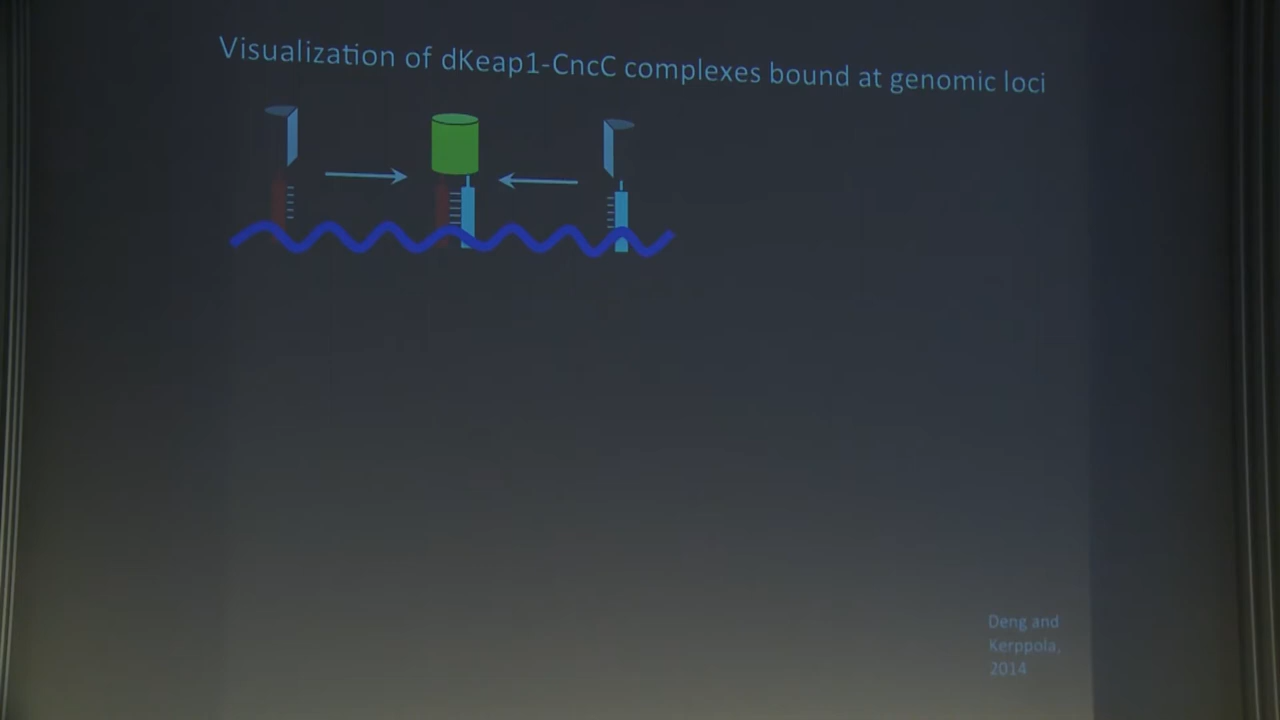 Visualization of dKeap1-CncC complexes bound at genomic loci
Deng and
Kerppola,
2014